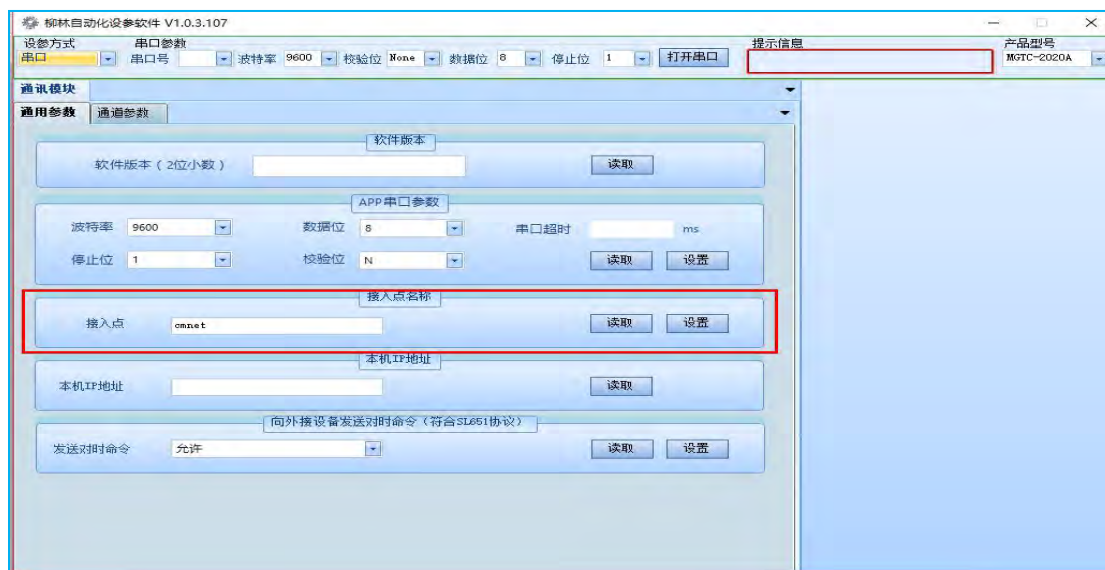 柳林自动化设参软件 V1.0.3.107
设参方式 串口参数 提示信息 产品型号
串口 串口号 波特率 9600 校验位 None 数据位 8 停止位 1 打开串口 MGTC-2020A
通讯模块
通用参数 通道参数
软件版本
软件版本（2位小数） 读取
APP串口参数
波特率 9600 数据位 8 串口超时 ms
停止位 1 校验位 N 读取 设置
接入点名称
接入点 cmnet 读取 设置
本机IP地址
本机IP地址 读取
向外接设备发送对时命令（符合SL651协议）
发送对时命令 允许 读取 设置